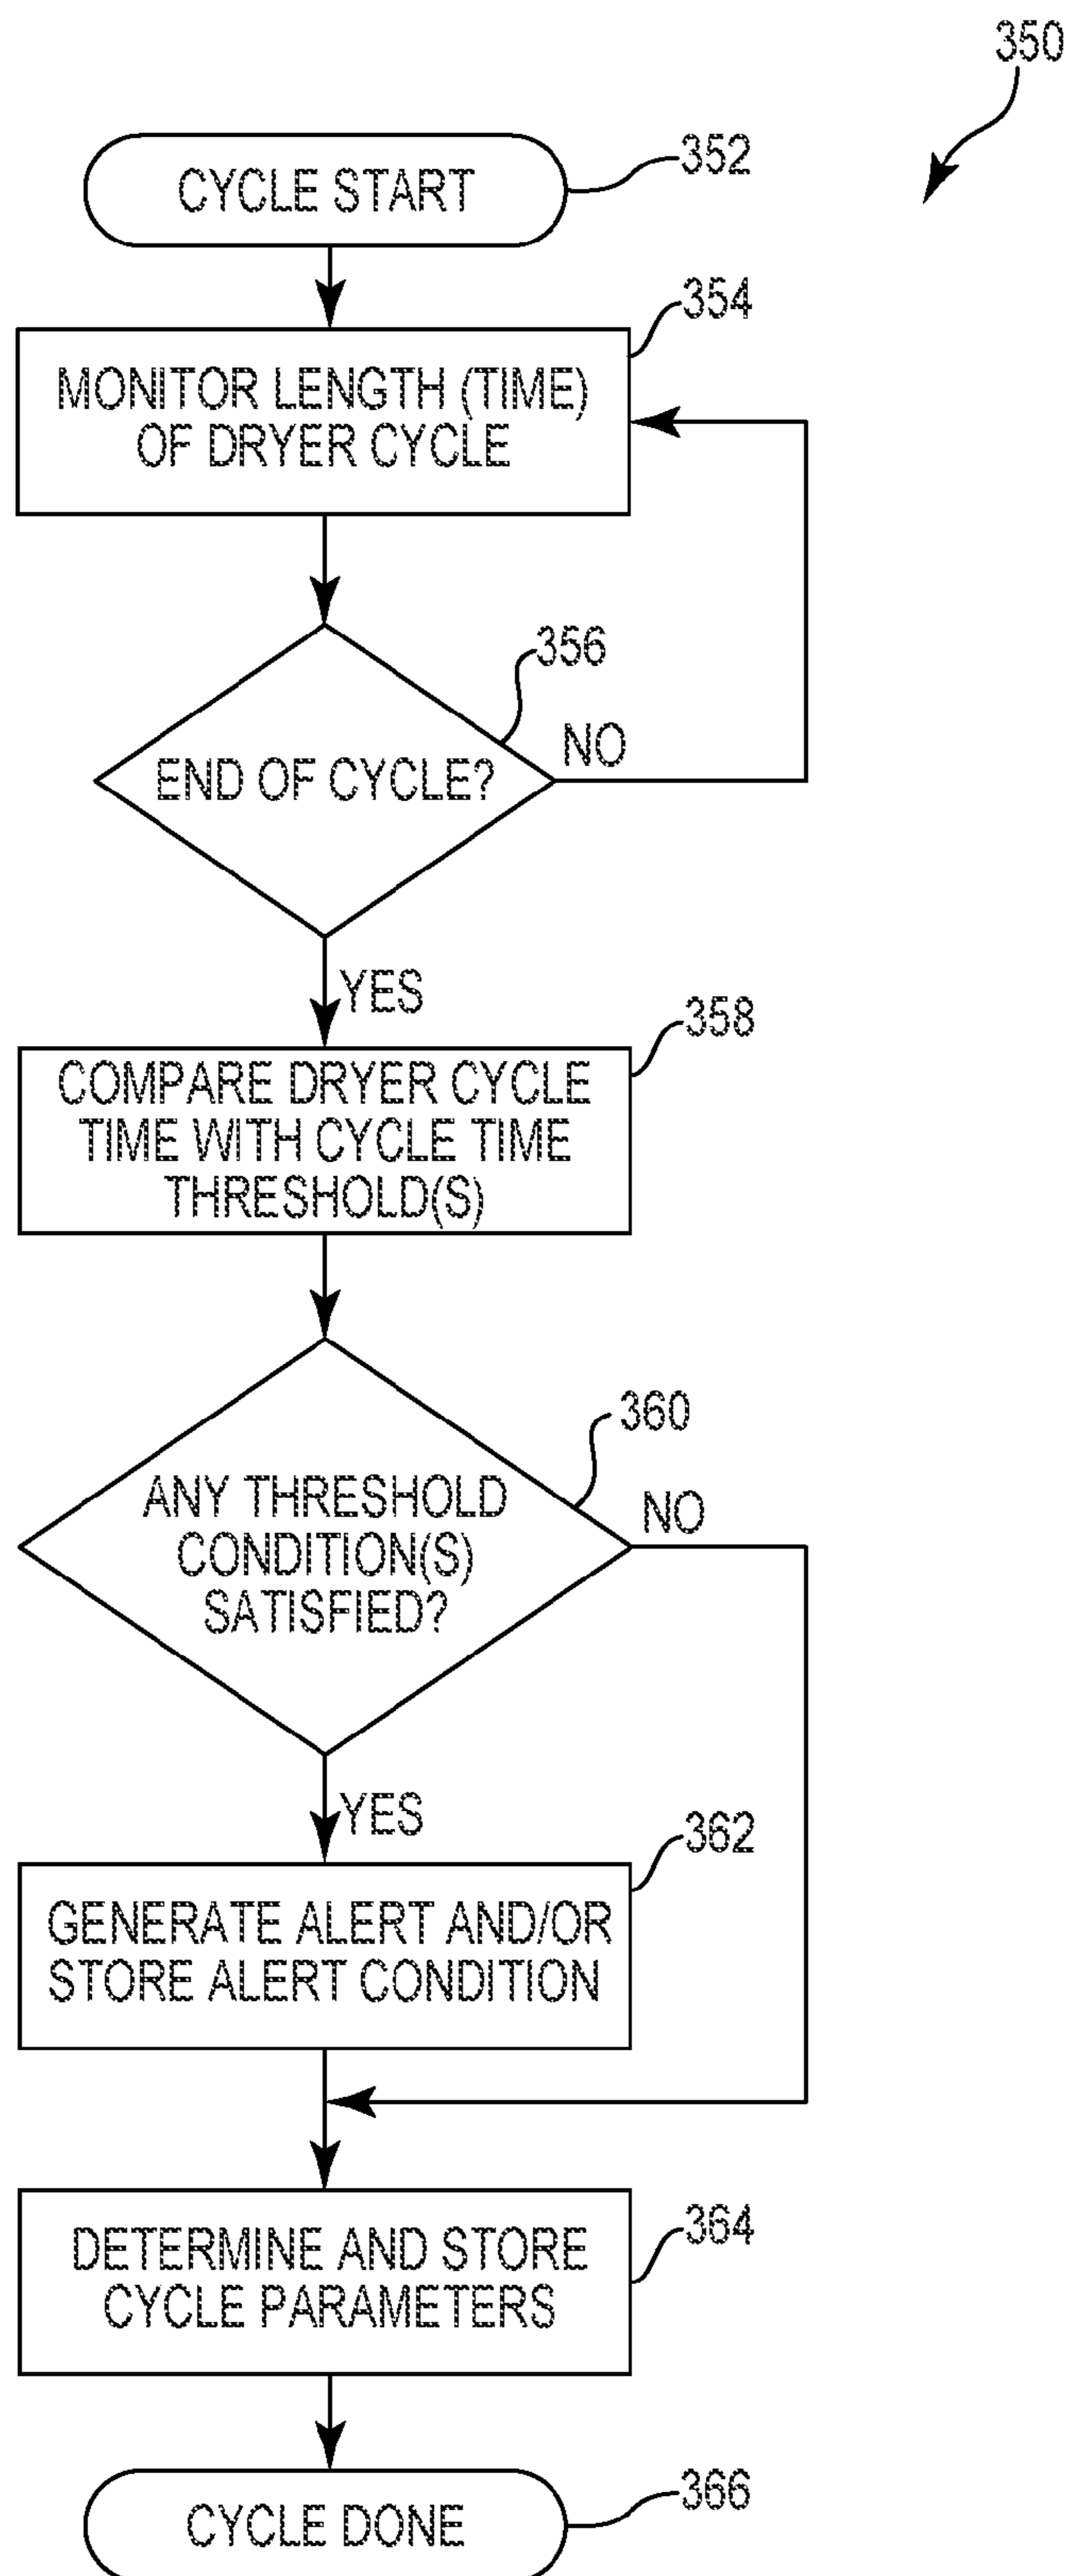 350
CYCLE START
352
354
MONITOR LENGTH (TIME)
OF DRYER CYCLE
356
END OF CYCLE?
NO
YES
358
COMPARE DRYER CYCLE
TIME WITH CYCLE TIME
THRESHOLD(S)
360
ANY THRESHOLD
CONDITION(S)
SATISFIED?
NO
YES
362
GENERATE ALERT AND/OR
STORE ALERT CONDITION
364
DETERMINE AND STORE
CYCLE PARAMETERS
366
CYCLE DONE